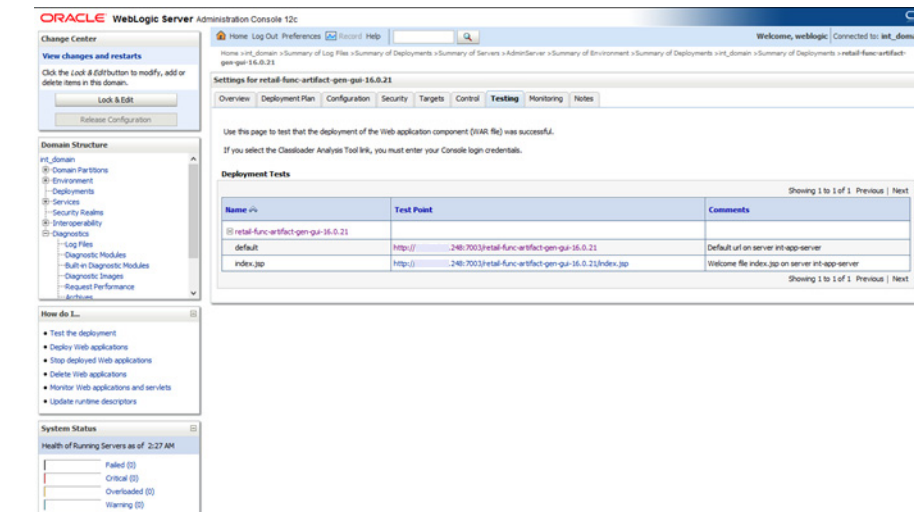 ORACLE WebLogic Server Administration Console 12c
Change Center
View changes and restarts
Click the Lock & Edit button to modify, add or
delete items in this domain.
Lock & Edit
Release Configuration
Domain Structure
int_domain
Domain Partitions
Environment
Deployments
Services
Security Realms
Interoperability
Diagnostics
Log Files
Diagnostic Modules
Built-in Diagnostic Modules
Diagnostic Images
Request Performance
Archives
How do I...
Test the deployment
Deploy Web applications
Stop deployed Web applications
Delete Web applications
Monitor Web applications and servlets
Update runtime descriptors
System Status
Health of Running Servers as of 2:27 AM
Failed (0)
Critical (0)
Overloaded (0)
Warning (0)
Home Log Out Preferences Record Help
Welcome, weblogic Connected to: int_doma
Home >int_domain >Summary of Log Files >Summary of Deployments >Summary of Servers >AdminServer >Summary of Environment >Summary of Deployments >int_domain >Summary of Deployments >retail-func-artifact-
gen-gui-16.0.21
Settings for retail-func-artifact-gen-gui-16.0.21
Overview Deployment Plan Configuration Security Targets Control Testing Monitoring Notes
Use this page to test that the deployment of the Web application component (WAR file) was successful.
If you select the Classloader Analysis Tool link, you must enter your Console login credentials.
Deployment Tests
Showing 1 to 1 of 1 Previous | Next
Name Test Point Comments
retail-func-artifact-gen-gui-16.0.21
default http:// .248:7003/retail-func-artifact-gen-gui-16.0.21 Default url on server int-app-server
index.jsp http:// .248:7003/retail-func-artifact-gen-gui-16.0.21/index.jsp Welcome file index.jsp on server int-app-server
Showing 1 to 1 of 1 Previous | Next